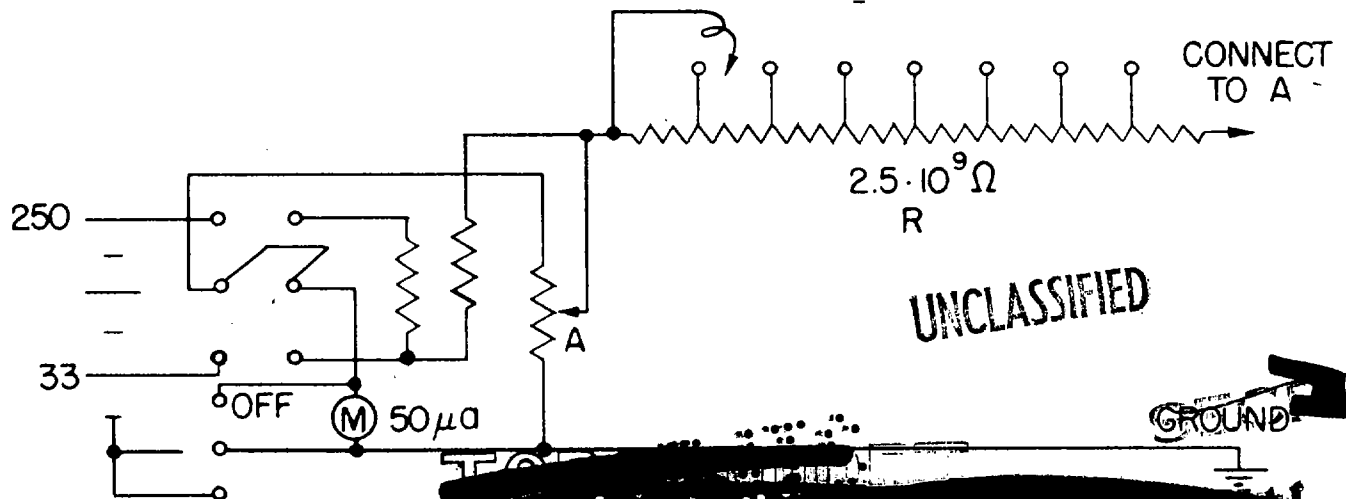 CONNECT
TO A
2.5·10⁹Ω
R
250
A
UNCLASSIFIED
33
OFF
M
50μa
GROUND